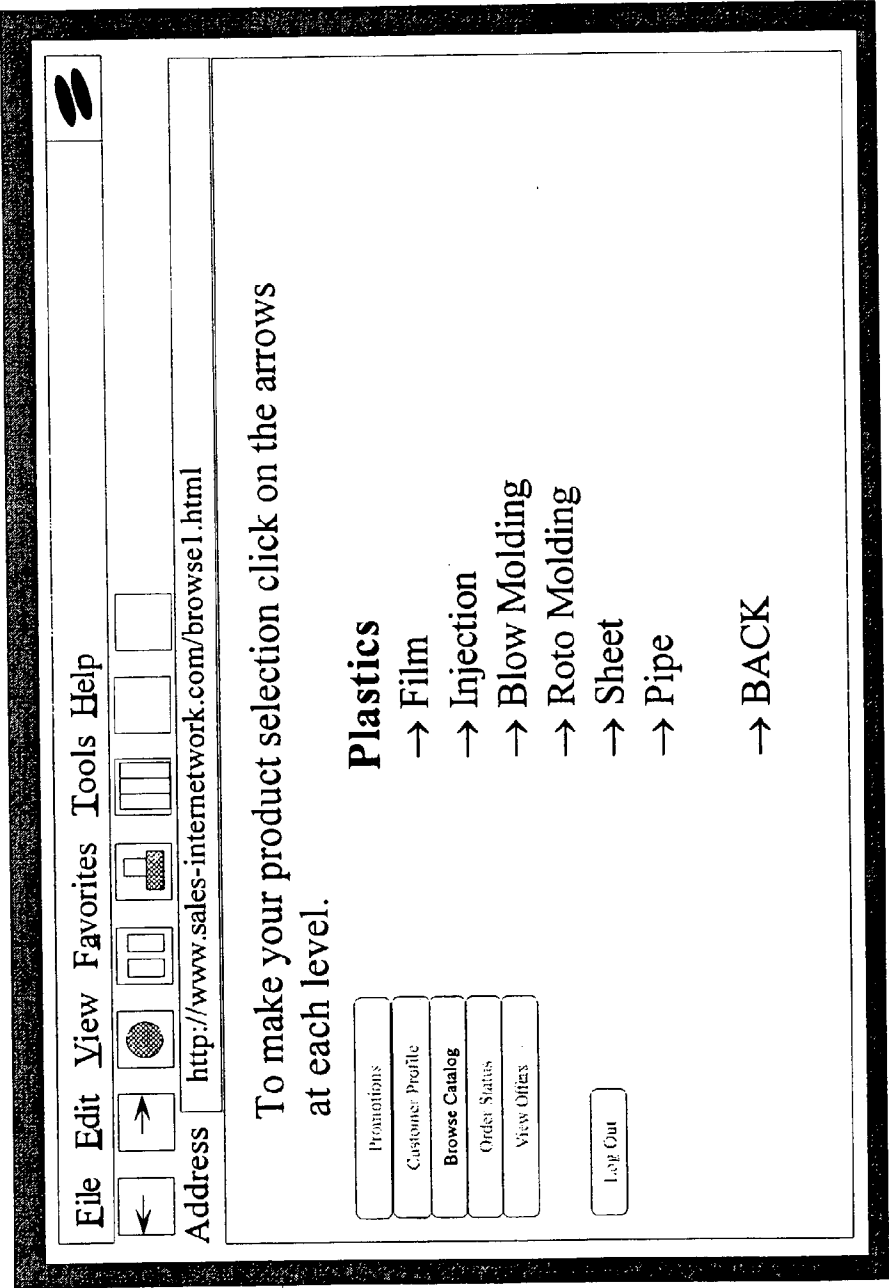 File Edit View Favorites Tools Help
Address http://www.sales-internetwork.com/browse1.html
To make your product selection click on the arrows
at each level.
Promotions
Customer Profile
Browse Catalog
Order Status
View Offers
Log Out
Plastics
→ Film
→ Injection
→ Blow Molding
→ Roto Molding
→ Sheet
→ Pipe
→ BACK